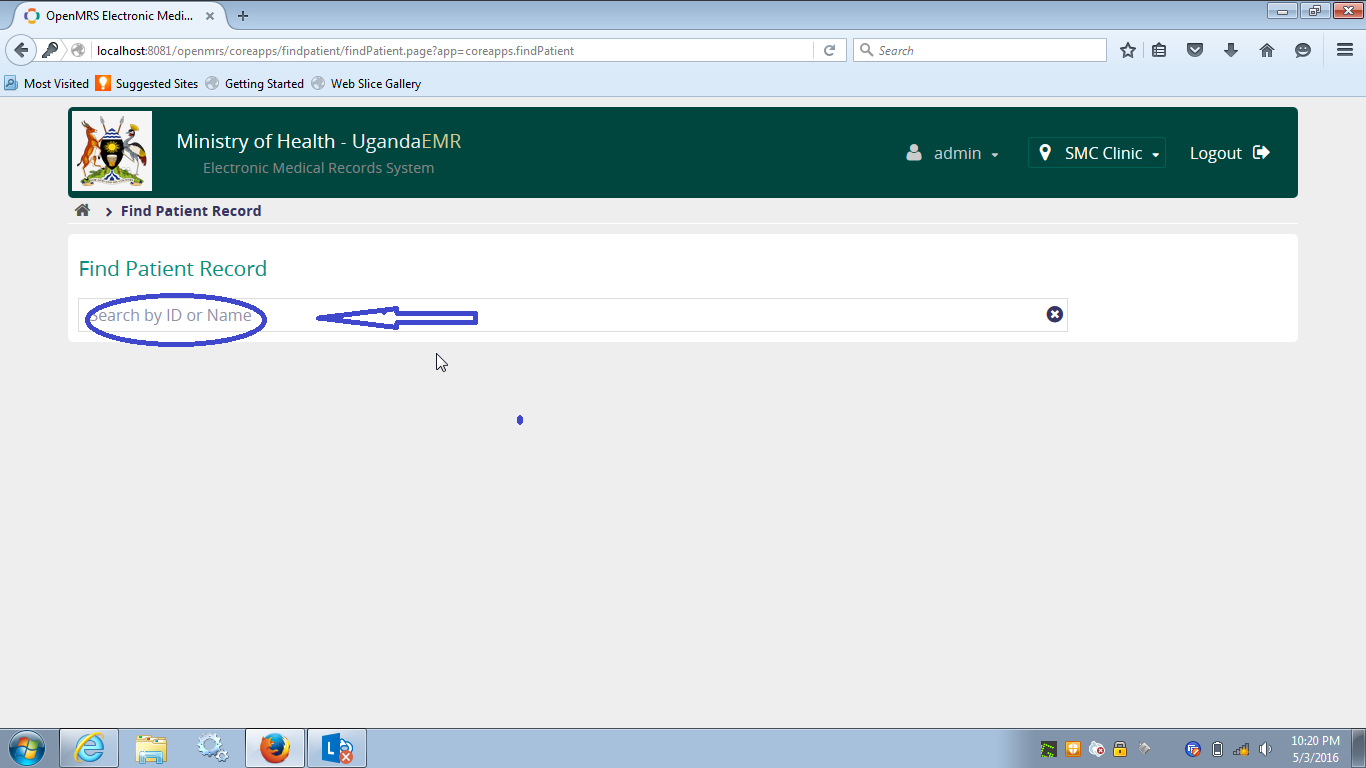 OpenMRS Electronic Medi...
localhost:8081/openmrs/coreapps/findpatient/findPatient.page?app=coreapps.findPatient
Search
Most Visited Suggested Sites Getting Started Web Slice Gallery
Ministry of Health - UgandaEMR
Electronic Medical Records System
admin SMC Clinic Logout
Find Patient Record
Find Patient Record
Search by ID or Name
10:20 PM
5/3/2016